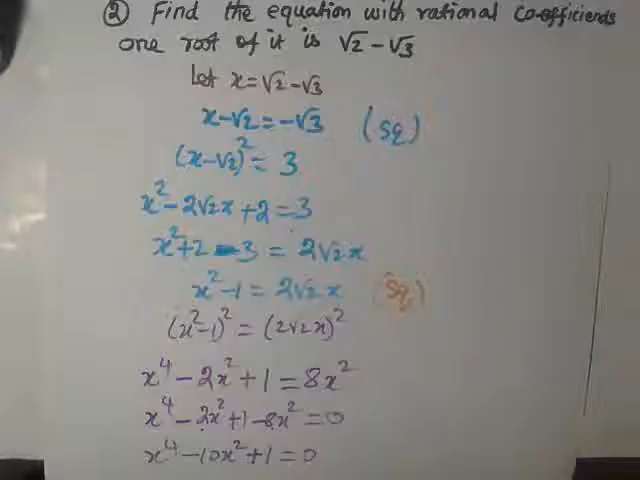 ② Find the equation with rational co-efficiends
one root of it is √2-√3
Let x=√2-√3
x-√2=-√3 (sq)
(x-√2)² = 3
x²-2√2x+2=3
x²+2-3 = 2√2x
x²-1 = 2√2x (sq)
(x²-1)² = (2√2x)²
x⁴-2x²+1=8x²
x⁴-2x²+1-8x²=0
x⁴-10x²+1=0